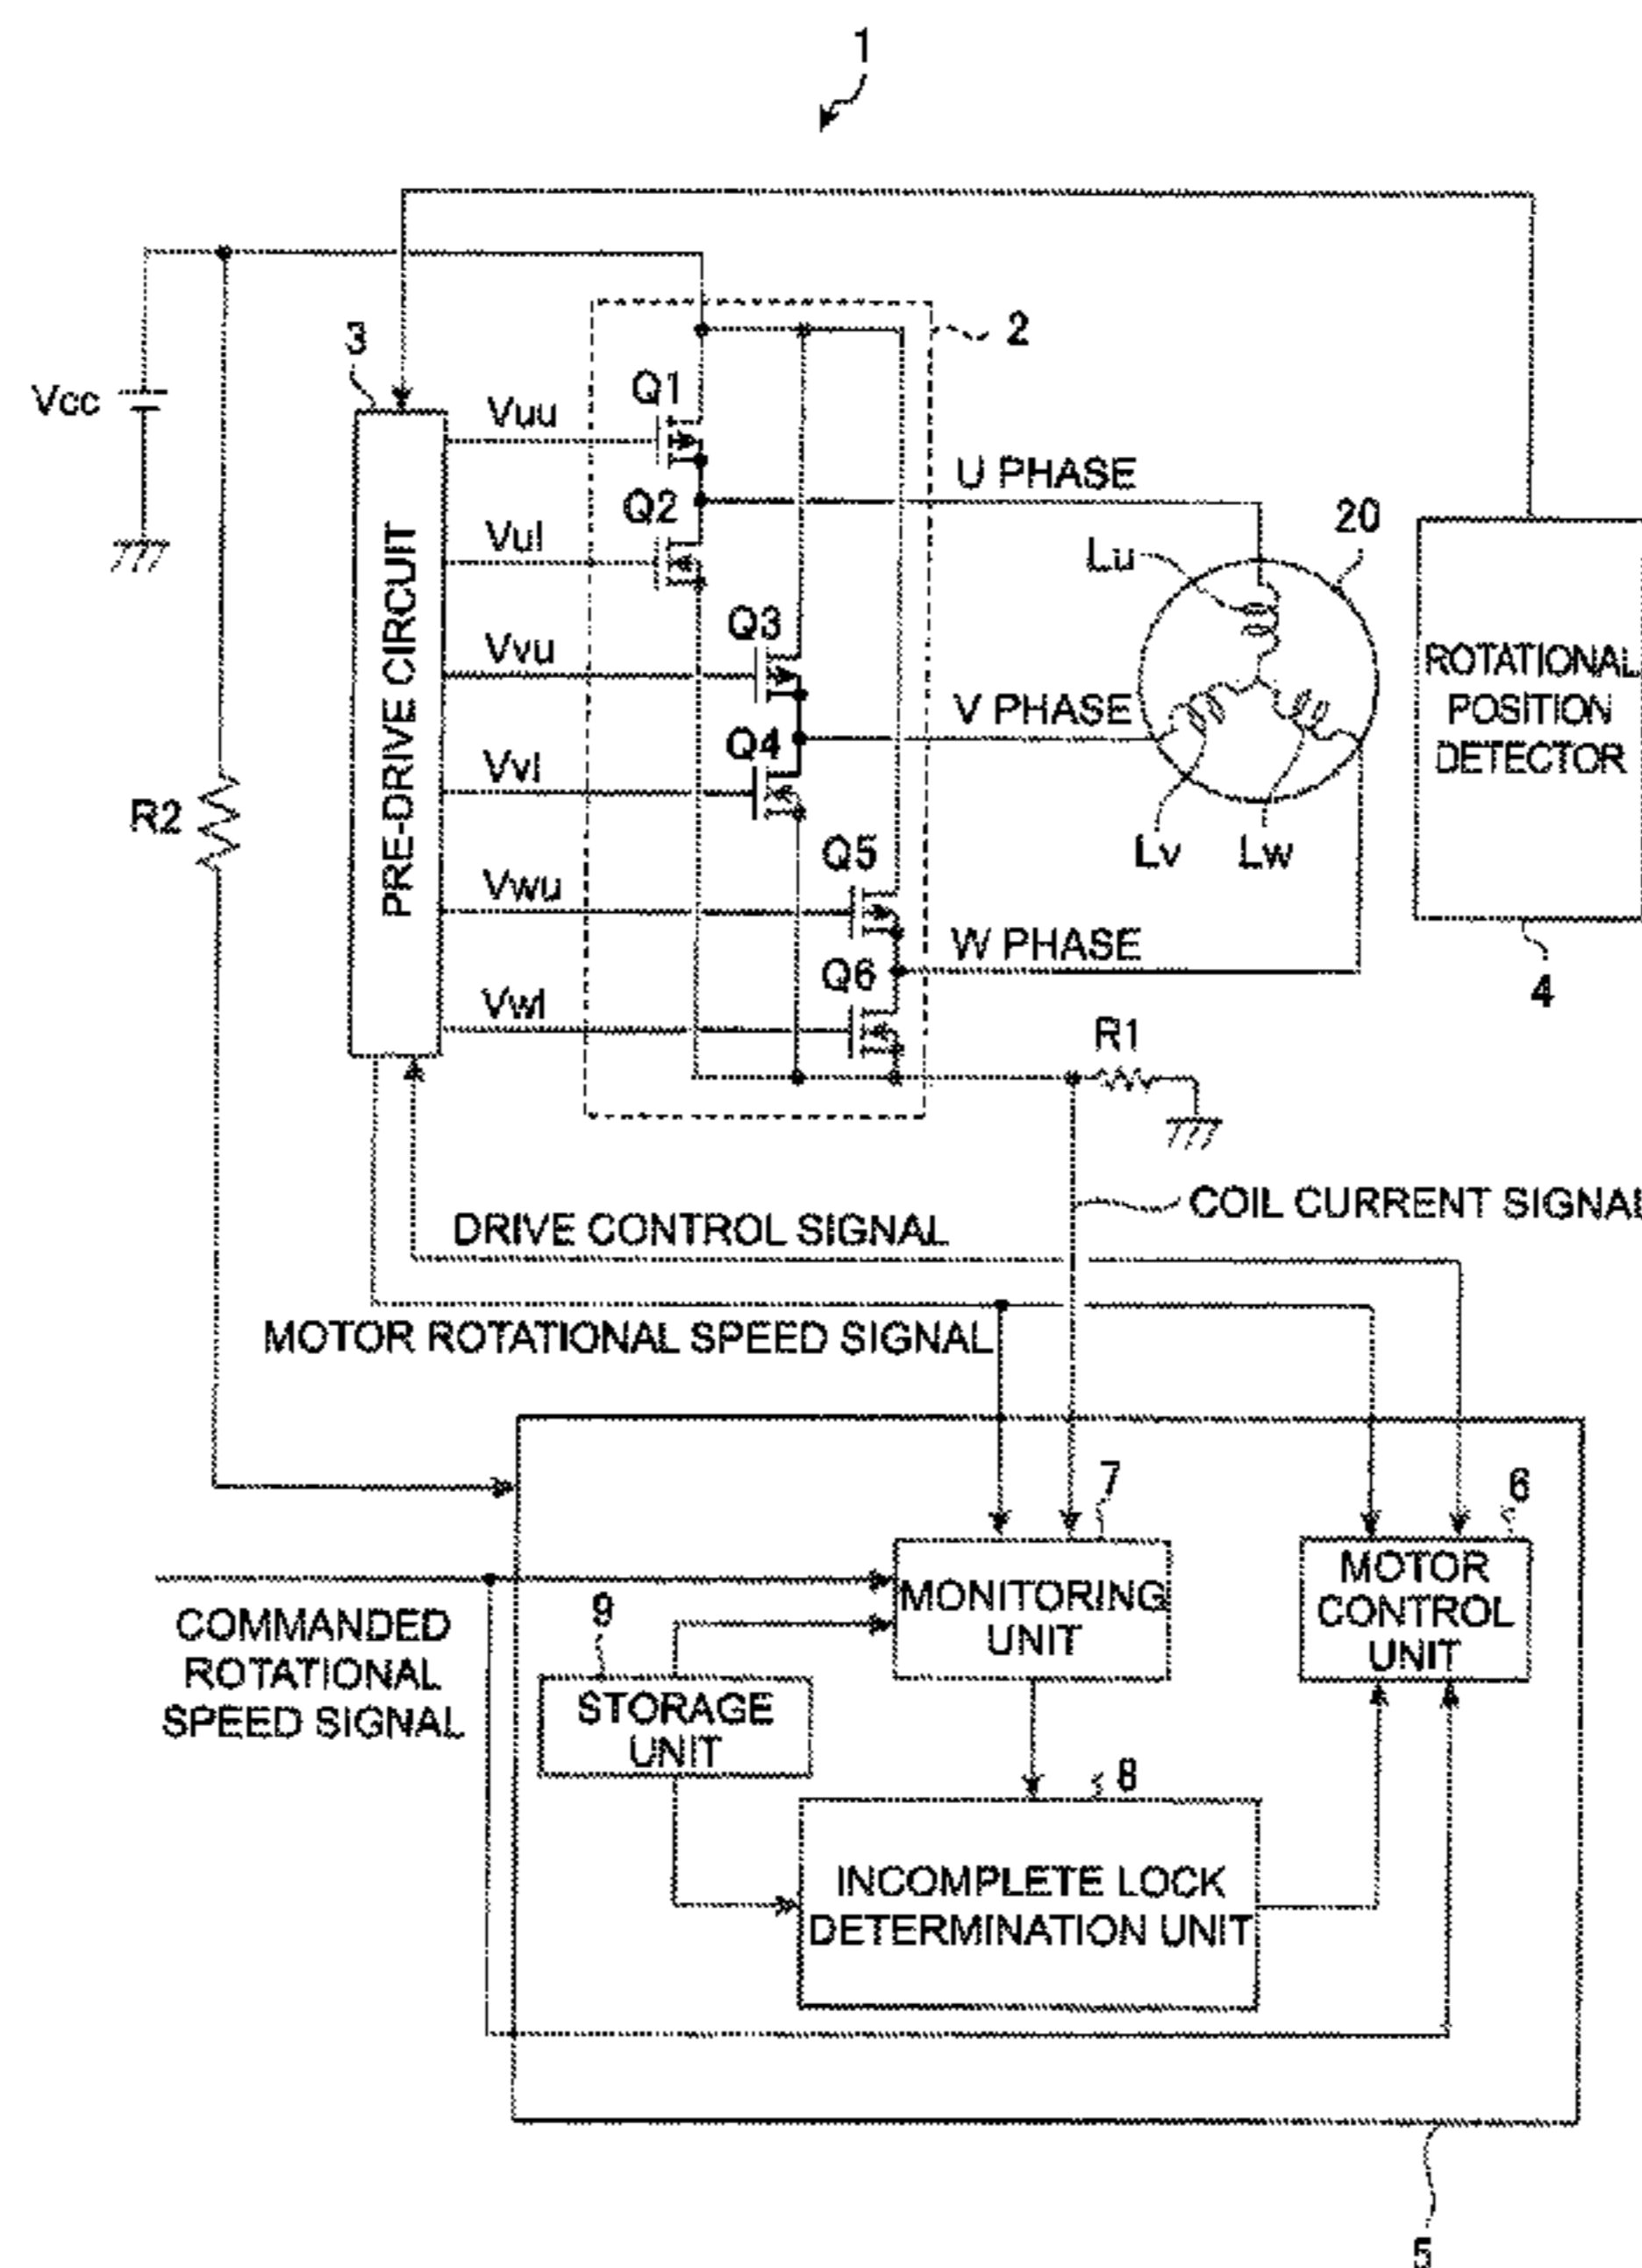 1
2
3
Vcc
Vuu
Q1
U PHASE
Q2
Vul
20
Lu
PRE-DRIVE CIRCUIT
Q3
Vvu
V PHASE
ROTATIONAL
POSITION
DETECTOR
Q4
Vvl
R2
Q5
Lv
Lw
Vwu
W PHASE
4
Q6
Vwl
R1
COIL CURRENT SIGNAL
DRIVE CONTROL SIGNAL
MOTOR ROTATIONAL SPEED SIGNAL
7
6
MONITORING
UNIT
MOTOR
CONTROL
UNIT
COMMANDED
ROTATIONAL
SPEED SIGNAL
9
STORAGE
UNIT
8
INCOMPLETE LOCK
DETERMINATION UNIT
5